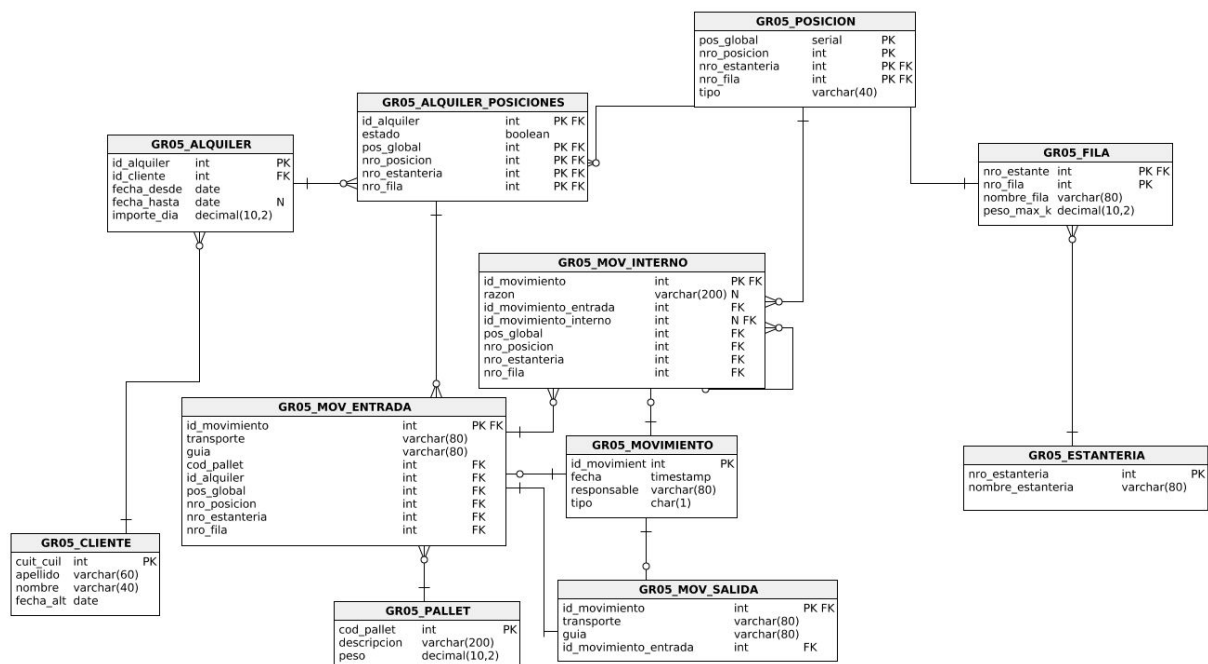 GR05_POSICION
pos_global serial PK
nro_posicion int PK
nro_estanteria int PK FK
nro_fila int PK FK
tipo varchar(40)
GR05_ALQUILER_POSICIONES
id_alquiler int PK FK
estado boolean
pos_global int PK FK
nro_posicion int PK FK
nro_estanteria int PK FK
nro_fila int PK FK
GR05_ALQUILER
id_alquiler int PK
id_cliente int FK
fecha_desde date
fecha_hasta date N
importe_dia decimal(10,2)
GR05_FILA
nro_estante int PK FK
nro_fila int PK
nombre_fila varchar(80)
peso_max_k decimal(10,2)
GR05_MOV_INTERNO
id_movimiento int PK FK
razon varchar(200) N
id_movimiento_entrada int FK
id_movimiento_interno int N FK
pos_global int FK
nro_posicion int FK
nro_estanteria int FK
nro_fila int FK
GR05_MOV_ENTRADA
id_movimiento int PK FK
transporte varchar(80)
guia varchar(80)
cod_pallet int FK
id_alquiler int FK
pos_global int FK
nro_posicion int FK
nro_estanteria int FK
nro_fila int FK
GR05_MOVIMIENTO
id_movimient int PK
fecha timestamp
responsable varchar(80)
tipo char(1)
GR05_ESTANTERIA
nro_estanteria int PK
nombre_estanteria varchar(80)
GR05_CLIENTE
cuit_cuil int PK
apellido varchar(60)
nombre varchar(40)
fecha_alt date
GR05_PALLET
cod_pallet int PK
descripcion varchar(200)
peso decimal(10,2)
GR05_MOV_SALIDA
id_movimiento int PK FK
transporte varchar(80)
guia varchar(80)
id_movimiento_entrada int FK